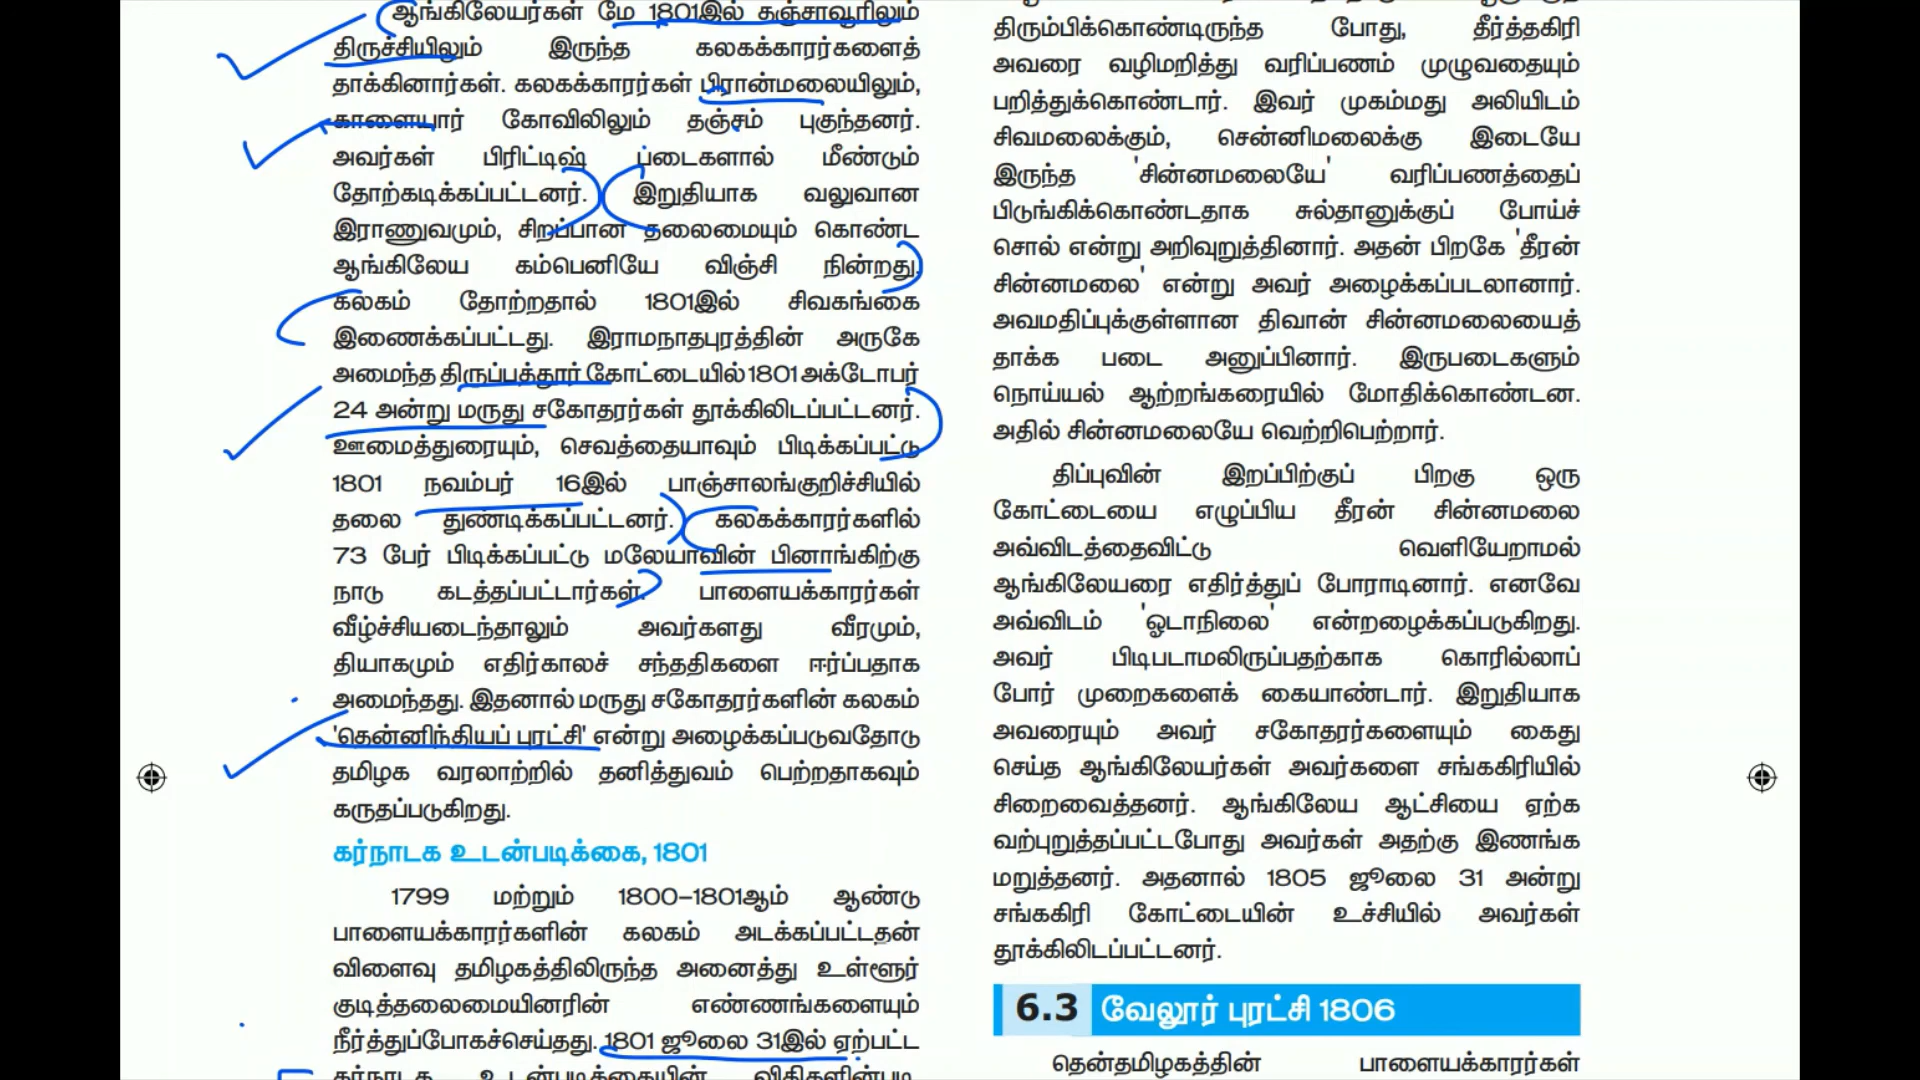 ஆங்கிலேயர்கள் மே 1801இல் தஞ்சாவூரிலும்
திருச்சியிலும் இருந்த கலகக்காரர்களைத்
தாக்கினார்கள். கலகக்காரர்கள் பிரான்மலையிலும்,
காளையார் கோவிலிலும் தஞ்சம் புகுந்தனர்.
அவர்கள் பிரிட்டிஷ் படைகளால் மீண்டும்
தோற்கடிக்கப்பட்டனர். இறுதியாக வலுவான
இராணுவமும், சிறப்பான தலைமையும் கொண்ட
ஆங்கிலேய கம்பெனியே விஞ்சி நின்றது.
கலகம் தோற்றதால் 1801இல் சிவகங்கை
இணைக்கப்பட்டது. இராமநாதபுரத்தின் அருகே
அமைந்த திருப்பத்தூர் கோட்டையில் 1801 அக்டோபர்
24 அன்று மருது சகோதரர்கள் தூக்கிலிடப்பட்டனர்.
ஊமைத்துரையும், செவத்தையாவும் பிடிக்கப்பட்டு
1801 நவம்பர் 16இல் பாஞ்சாலங்குறிச்சியில்
தலை துண்டிக்கப்பட்டனர். கலகக்காரர்களில்
73 பேர் பிடிக்கப்பட்டு மலேயாவின் பினாங்கிற்கு
நாடு கடத்தப்பட்டார்கள். பாளையக்காரர்கள்
வீழ்ச்சியடைந்தாலும் அவர்களது வீரமும்,
தியாகமும் எதிர்காலச் சந்ததிகளை ஈர்ப்பதாக
அமைந்தது. இதனால் மருது சகோதரர்களின் கலகம்
'தென்னிந்தியப் புரட்சி' என்று அழைக்கப்படுவதோடு
தமிழக வரலாற்றில் தனித்துவம் பெற்றதாகவும்
கருதப்படுகிறது.
கர்நாடக உடன்படிக்கை, 1801
1799 மற்றும் 1800–1801ஆம் ஆண்டு
பாளையக்காரர்களின் கலகம் அடக்கப்பட்டதன்
விளைவு தமிழகத்திலிருந்த அனைத்து உள்ளூர்
குடித்தலைமையினரின் எண்ணங்களையும்
நீர்த்துப்போகச்செய்தது. 1801 ஜூலை 31இல் ஏற்பட்ட
கர்நாடக உடன்படிக்கையின் விதிகளின்படி,
திரும்பிக்கொண்டிருந்த போது, தீர்த்தகிரி
அவரை வழிமறித்து வரிப்பணம் முழுவதையும்
பறித்துக்கொண்டார். இவர் முகம்மது அலியிடம்
சிவமலைக்கும், சென்னிமலைக்கு இடையே
இருந்த 'சின்னமலையே' வரிப்பணத்தைப்
பிடுங்கிக்கொண்டதாக சுல்தானுக்குப் போய்ச்
சொல் என்று அறிவுறுத்தினார். அதன் பிறகே 'தீரன்
சின்னமலை' என்று அவர் அழைக்கப்படலானார்.
அவமதிப்புக்குள்ளான திவான் சின்னமலையைத்
தாக்க படை அனுப்பினார். இருபடைகளும்
நொய்யல் ஆற்றங்கரையில் மோதிக்கொண்டன.
அதில் சின்னமலையே வெற்றிபெற்றார்.
திப்புவின் இறப்பிற்குப் பிறகு ஒரு
கோட்டையை எழுப்பிய தீரன் சின்னமலை
அவ்விடத்தைவிட்டு வெளியேறாமல்
ஆங்கிலேயரை எதிர்த்துப் போராடினார். எனவே
அவ்விடம் 'ஓடாநிலை' என்றழைக்கப்படுகிறது.
அவர் பிடிபடாமலிருப்பதற்காக கொரில்லாப்
போர் முறைகளைக் கையாண்டார். இறுதியாக
அவரையும் அவர் சகோதரர்களையும் கைது
செய்த ஆங்கிலேயர்கள் அவர்களை சங்ககிரியில்
சிறைவைத்தனர். ஆங்கிலேய ஆட்சியை ஏற்க
வற்புறுத்தப்பட்டபோது அவர்கள் அதற்கு இணங்க
மறுத்தனர். அதனால் 1805 ஜூலை 31 அன்று
சங்ககிரி கோட்டையின் உச்சியில் அவர்கள்
தூக்கிலிடப்பட்டனர்.
6.3 வேலூர் புரட்சி 1806
தென்தமிழகத்தின் பாளையக்காரர்கள்